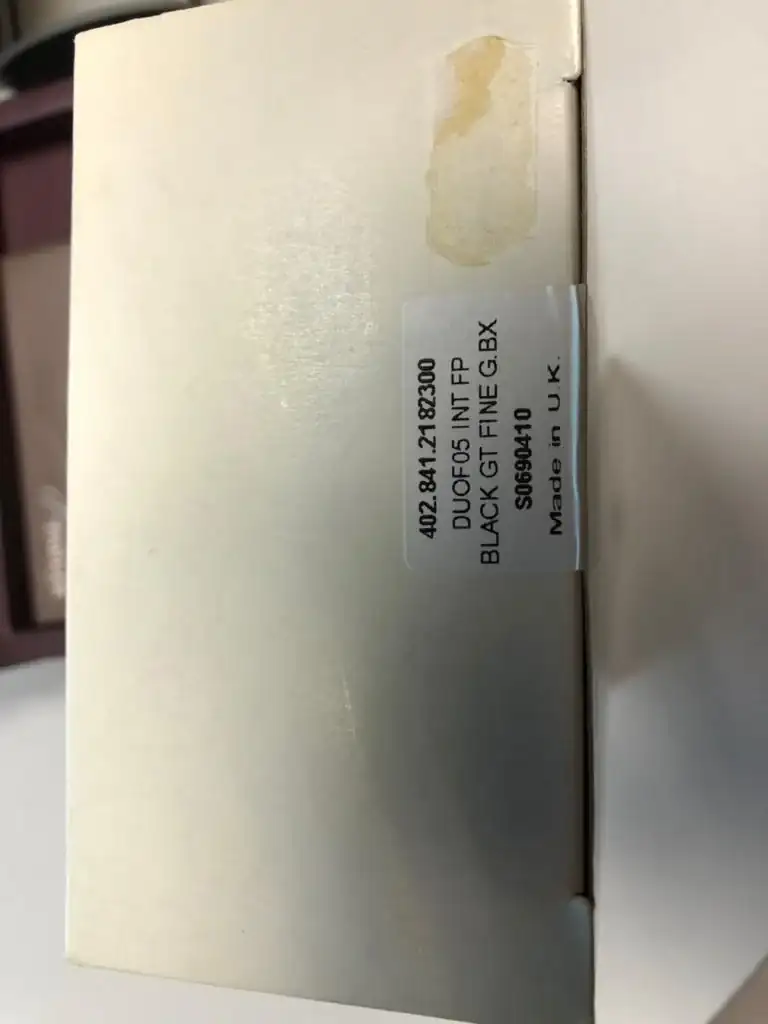 402.841.2182300
DUOF05 INT FP
BLACK GT FINE G.BX
S0690410
Made in U.K.